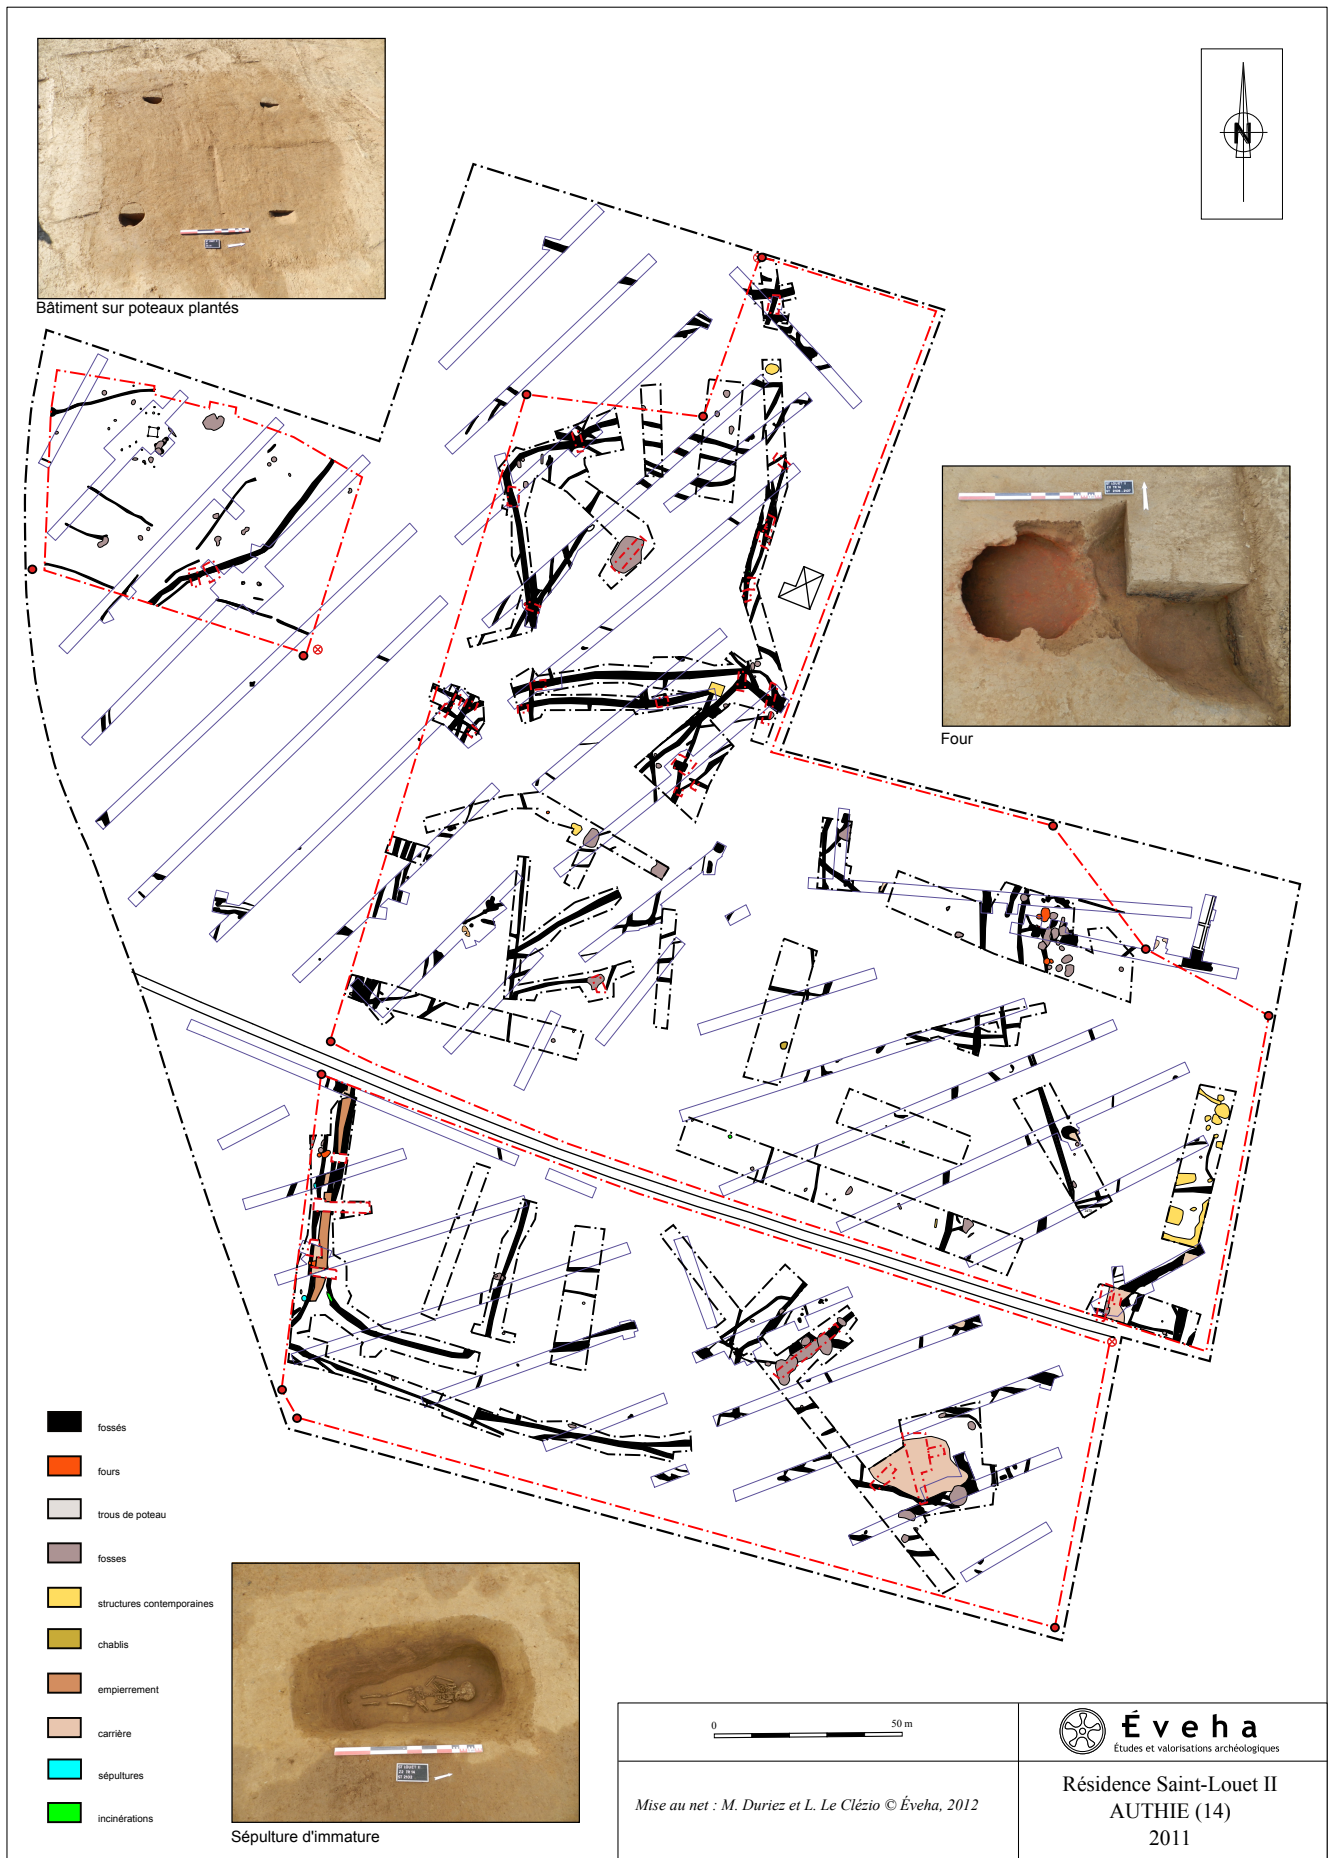 Bâtiment sur poteaux plantés
N
Four
fossés
fours
trous de poteau
fosses
structures contemporaines
chablis
empierrement
carrière
sépultures
incinérations
Sépulture d'immature
0 50 m
Mise au net : M. Duriez et L. Le Clézio © Éveha, 2012
Éveha
Études et valorisations archéologiques
Résidence Saint-Louet II
AUTHIE (14)
2011